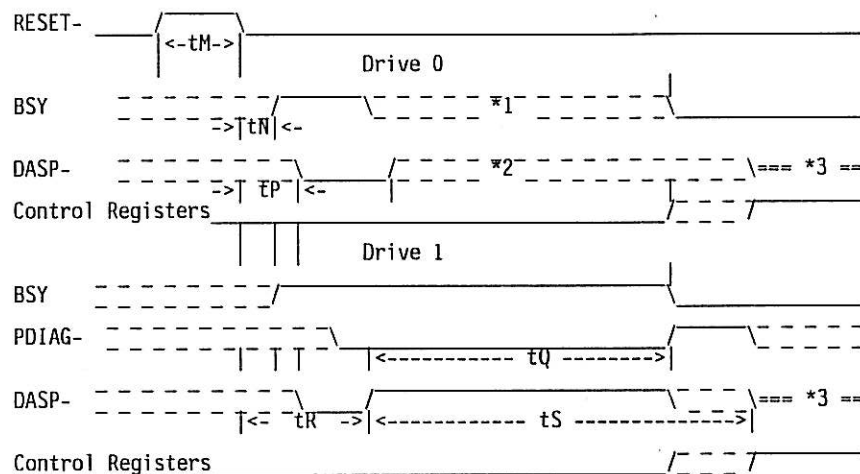 RESET-
<-tM->
Drive 0
BSY *1
->|tN|<-
DASP- *2 === *3 ==
-> tP |<-
Control Registers
Drive 1
BSY
PDIAG-
<------------ tQ -------->
DASP- === *3 ==
|<- tR ->|<-------------- tS --------------->|
Control Registers